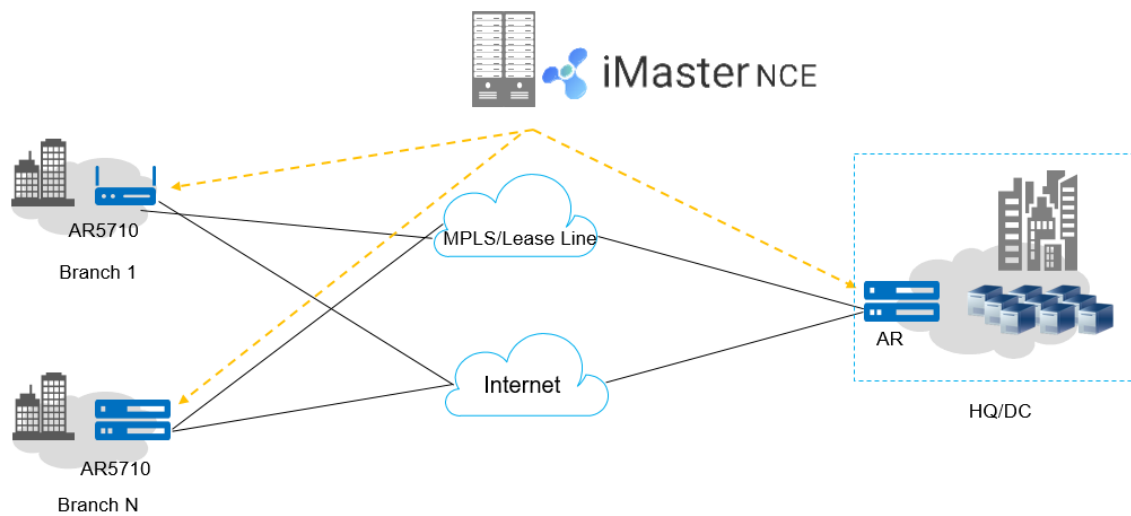 iMaster NCE
AR5710
Branch 1
MPLS/Lease Line
AR
Internet
HQ/DC
AR5710
Branch N